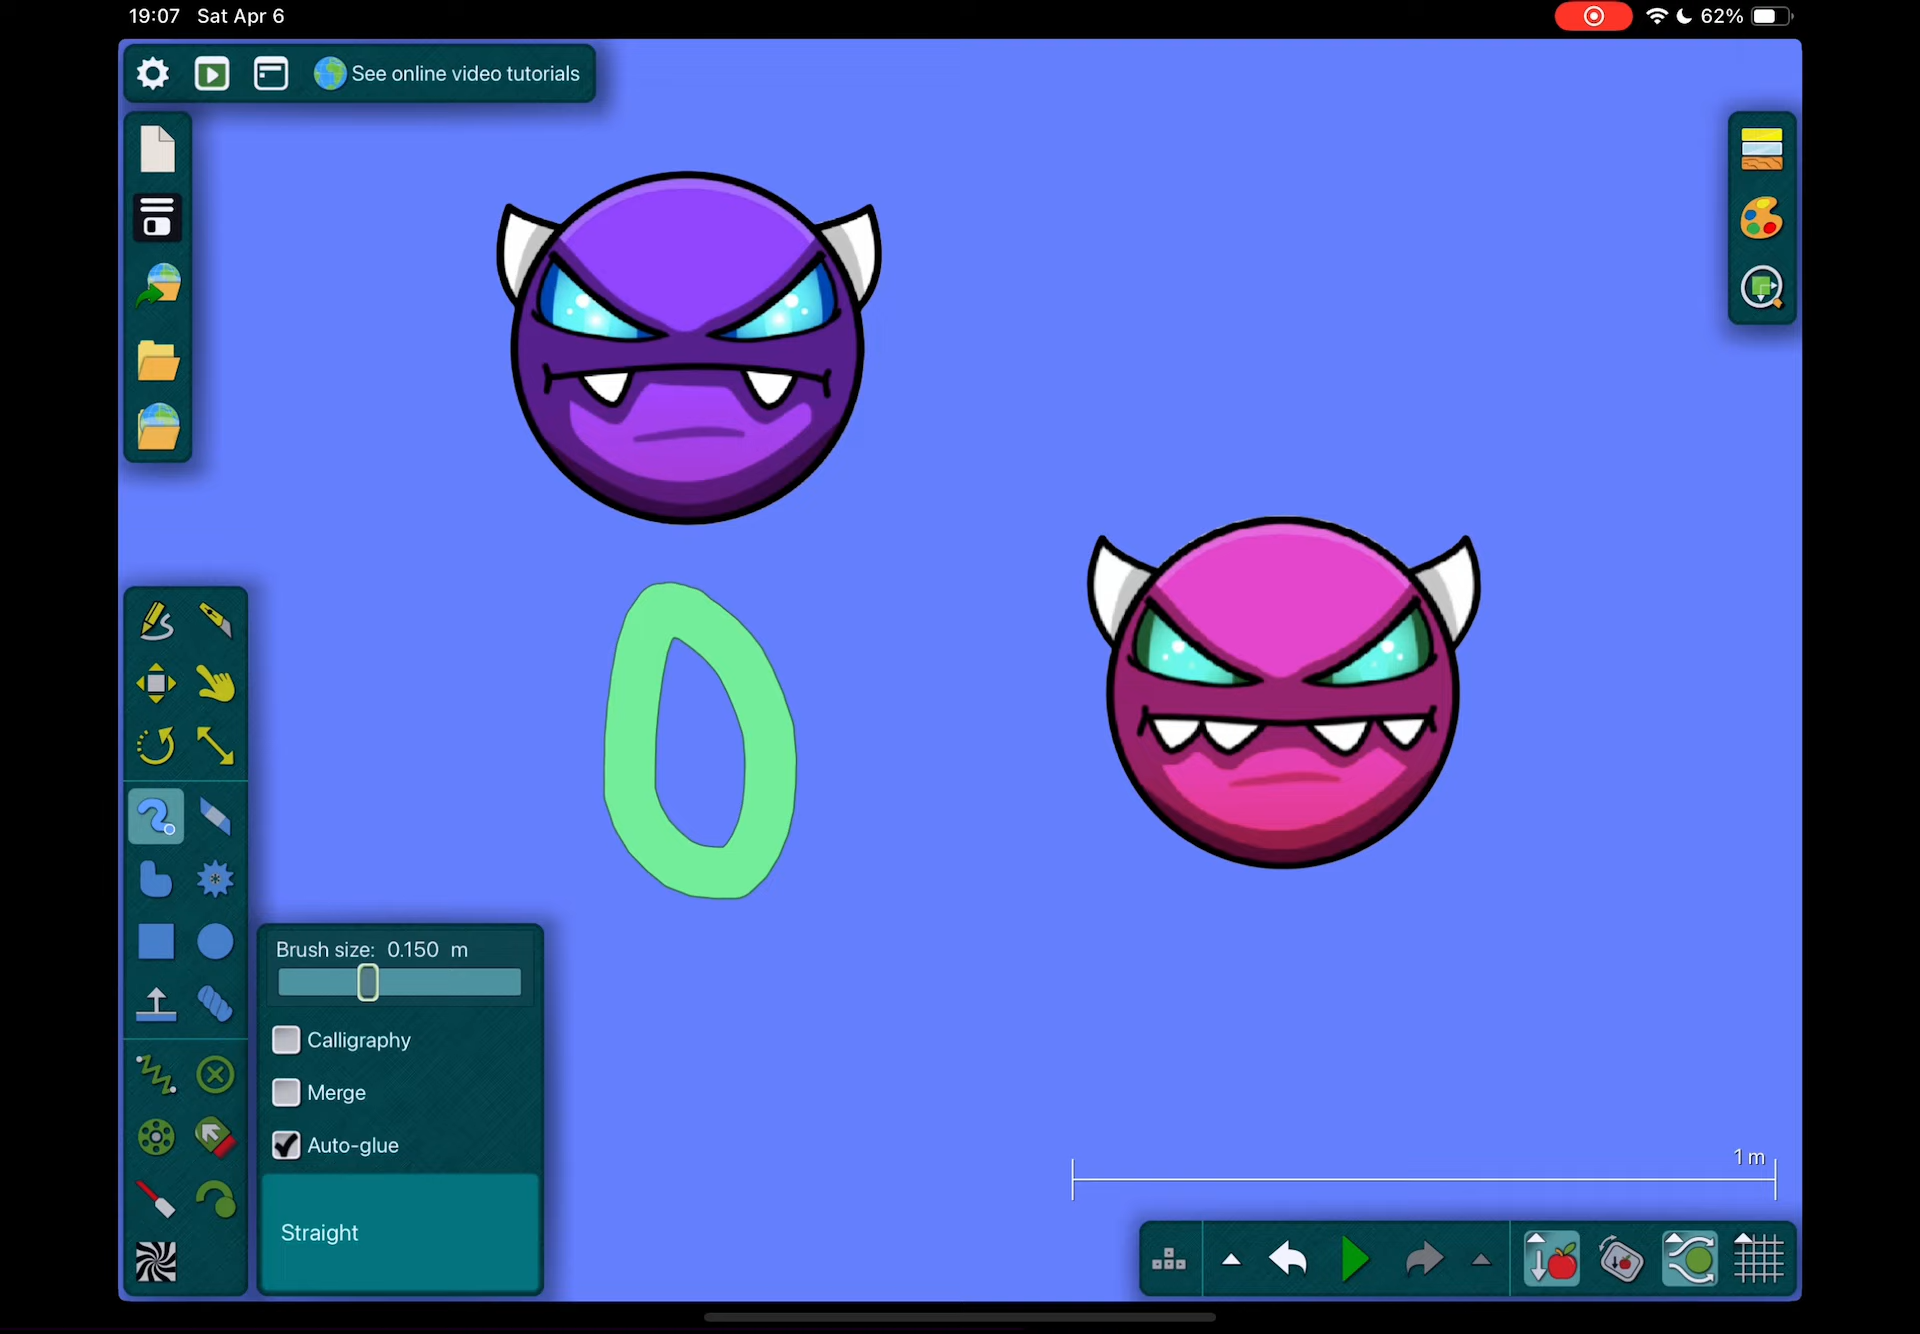 19:07 Sat Apr 6
62%
See online video tutorials
Brush size: 0.150 m
Calligraphy
Merge
Auto-glue
Straight
1 m